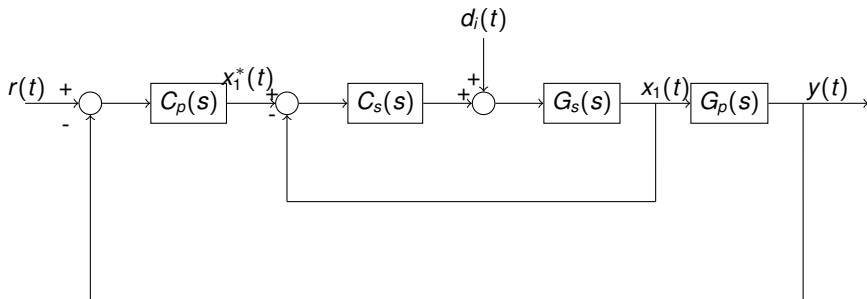 d_i(t)
r(t) + - C_p(s) x_1^*(t) + - C_s(s) + + G_s(s) x_1(t) G_p(s) y(t)